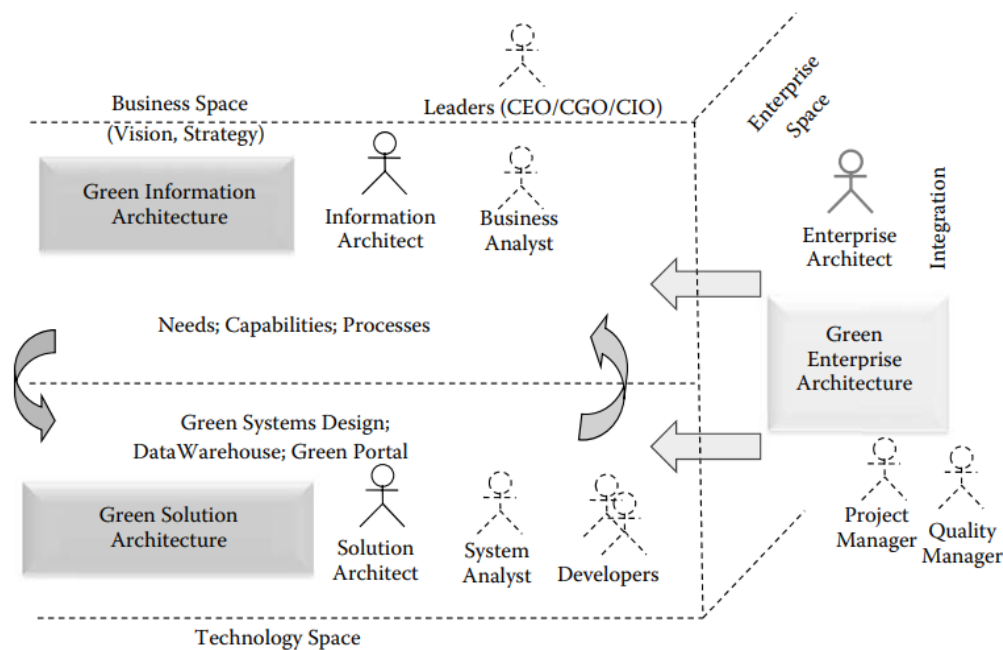 Business Space
(Vision, Strategy)
Leaders (CEO/CGO/CIO)
Enterprise
Space
Green Information
Architecture
Information
Architect
Business
Analyst
Enterprise
Architect
Integration
Needs; Capabilities; Processes
Green
Enterprise
Architecture
Green Systems Design;
DataWarehouse; Green Portal
Green Solution
Architecture
Solution
Architect
System
Analyst
Developers
Project
Manager
Quality
Manager
Technology Space